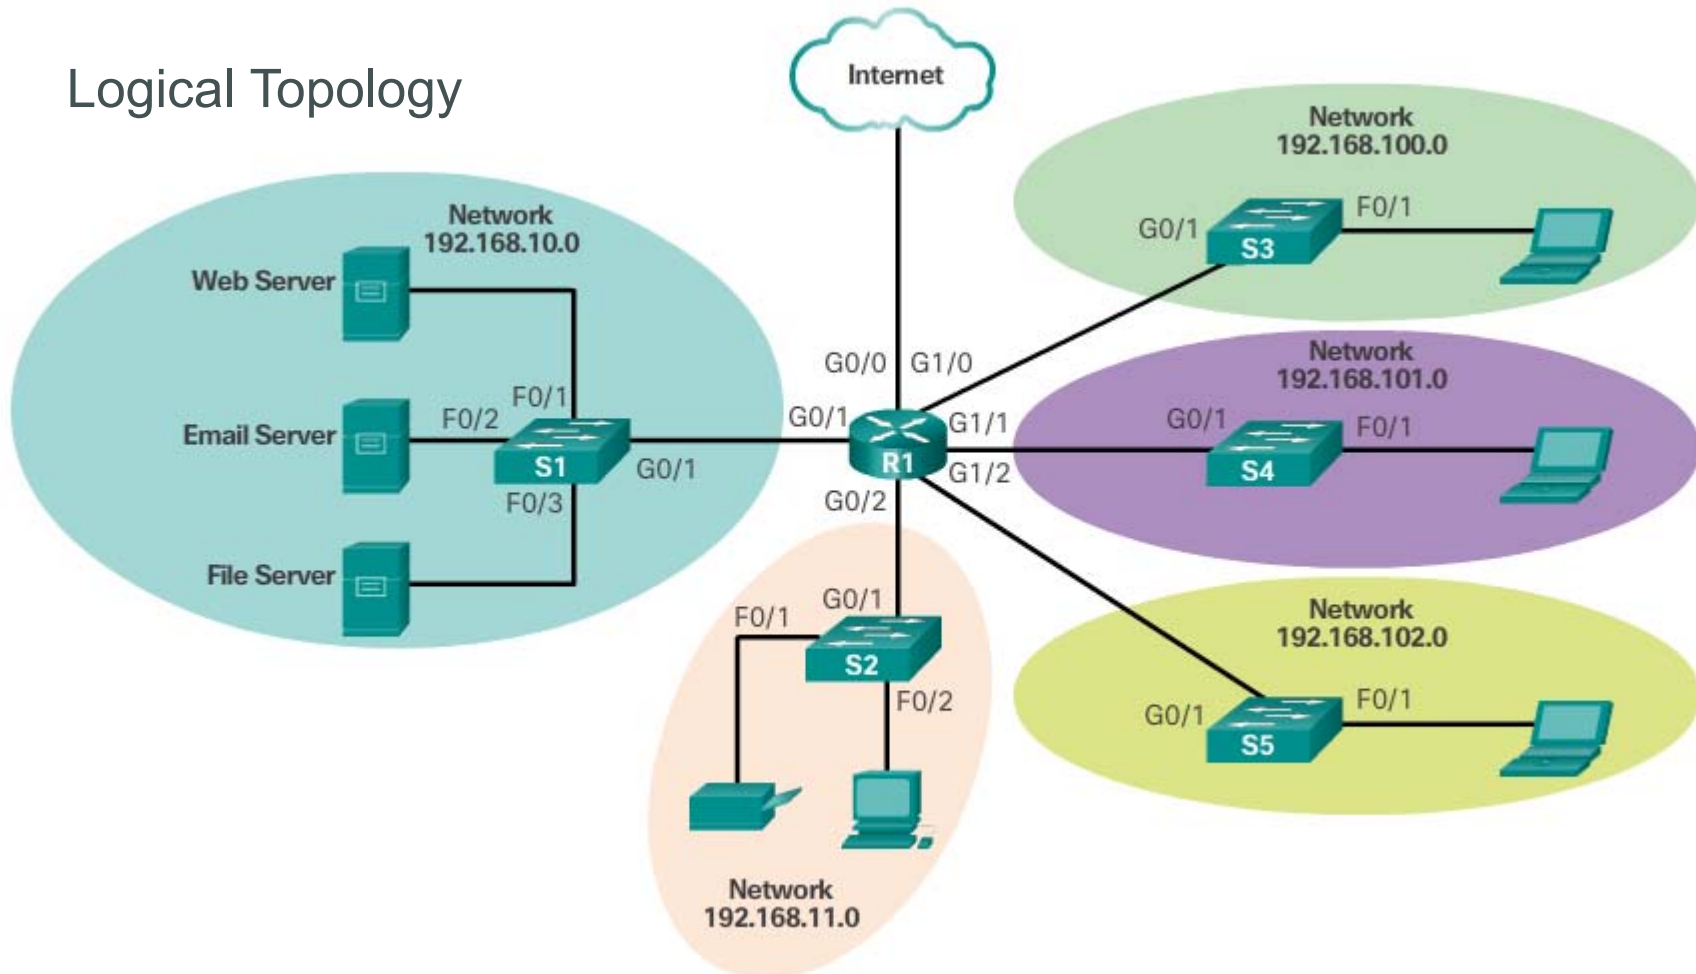 Logical Topology
Internet
Network
192.168.10.0
Web Server
Email Server
File Server
F0/1
F0/2
F0/3
S1
G0/1
G0/0
G1/0
G0/1
G1/1
R1
G1/2
G0/2
Network
192.168.100.0
G0/1
S3
F0/1
Network
192.168.101.0
G0/1
S4
F0/1
Network
192.168.102.0
G0/1
S5
F0/1
G0/1
F0/1
S2
F0/2
Network
192.168.11.0